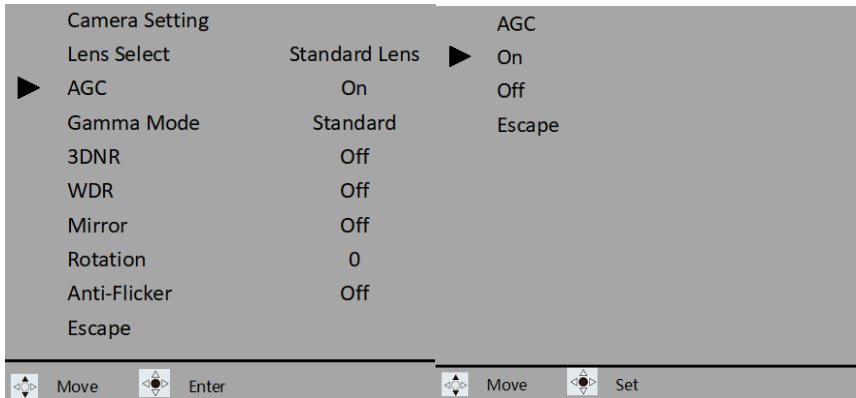 Camera Setting
Lens Select Standard Lens
AGC On
Gamma Mode Standard
3DNR Off
WDR Off
Mirror Off
Rotation 0
Anti-Flicker Off
Escape
Move Enter
AGC
On
Off
Escape
Move Set